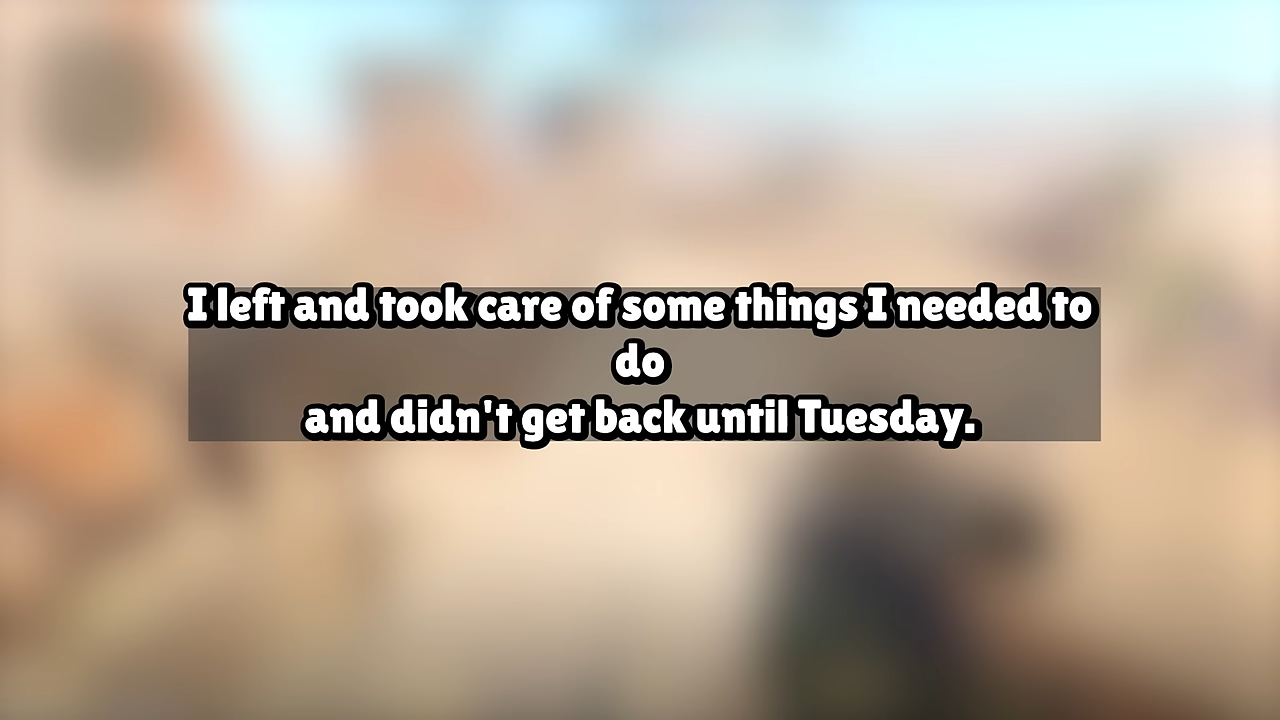 I left and took care of some things I needed to
do
and didn't get back until Tuesday.